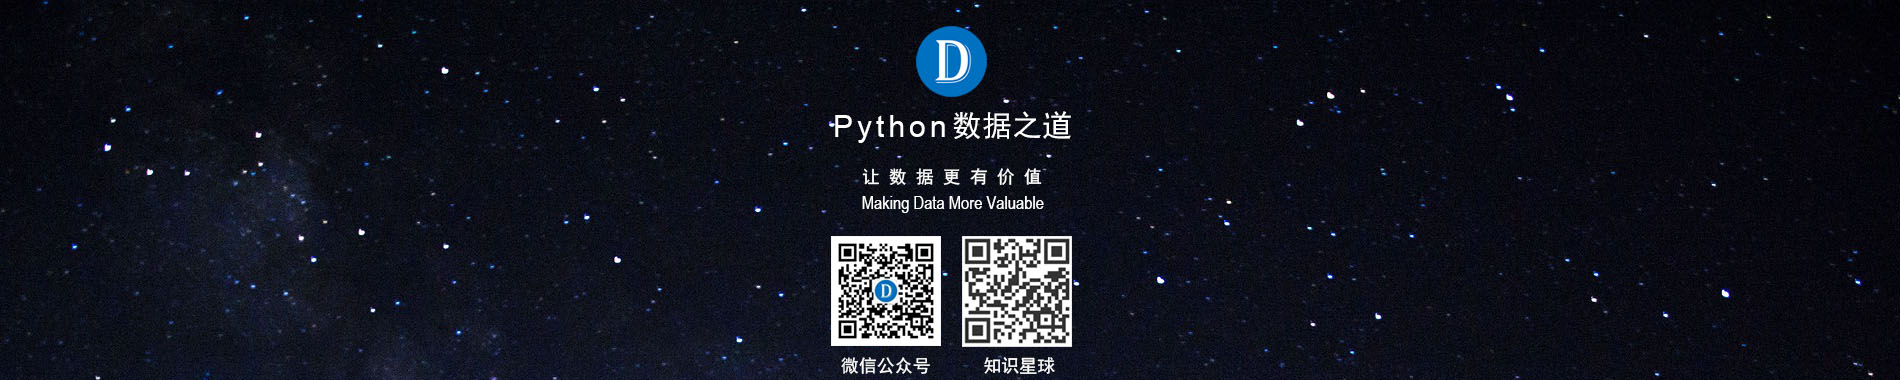 D
Python数据之道
让数据更有价值
Making Data More Valuable
D
微信公众号
知识星球